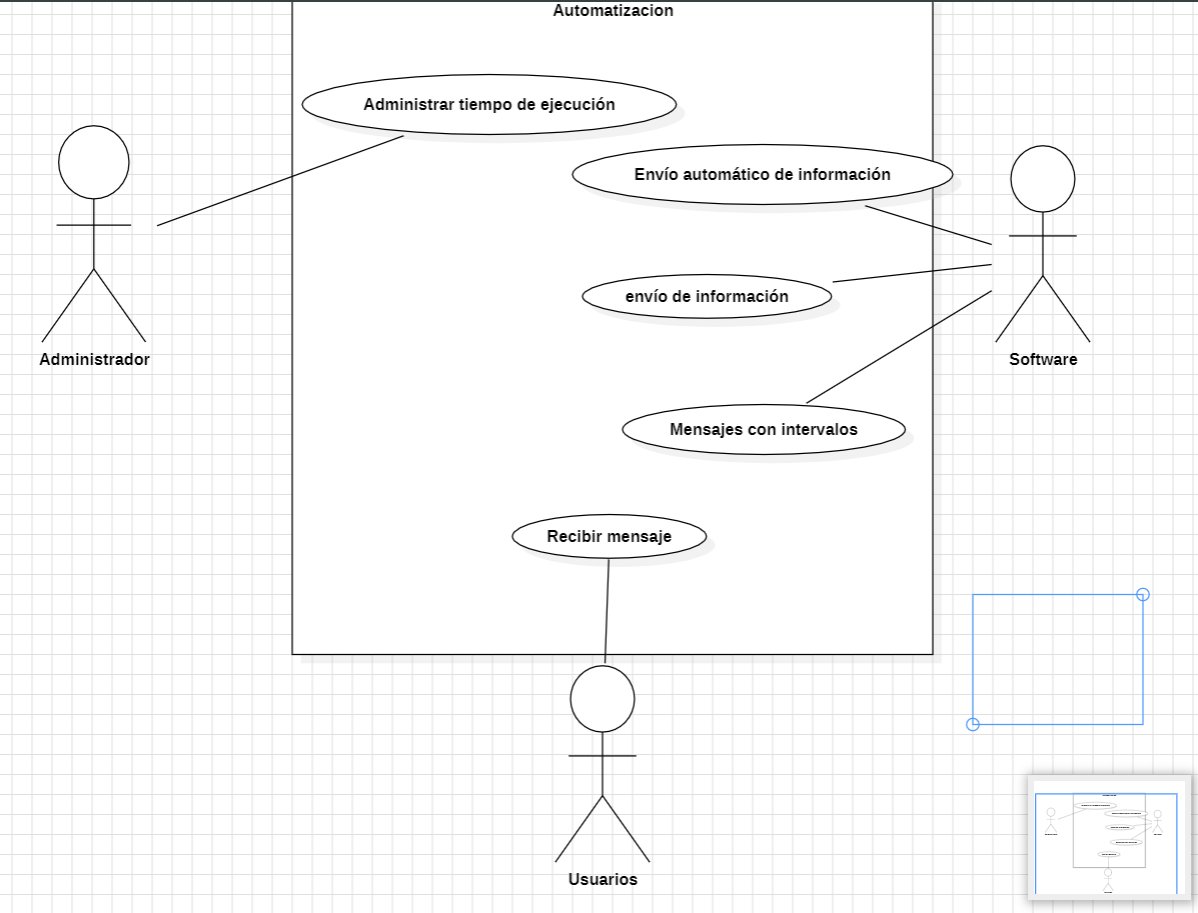 Automatizacion
Administrar tiempo de ejecución
Envío automático de información
envío de información
Administrador
Software
Mensajes con intervalos
Recibir mensaje
Usuarios